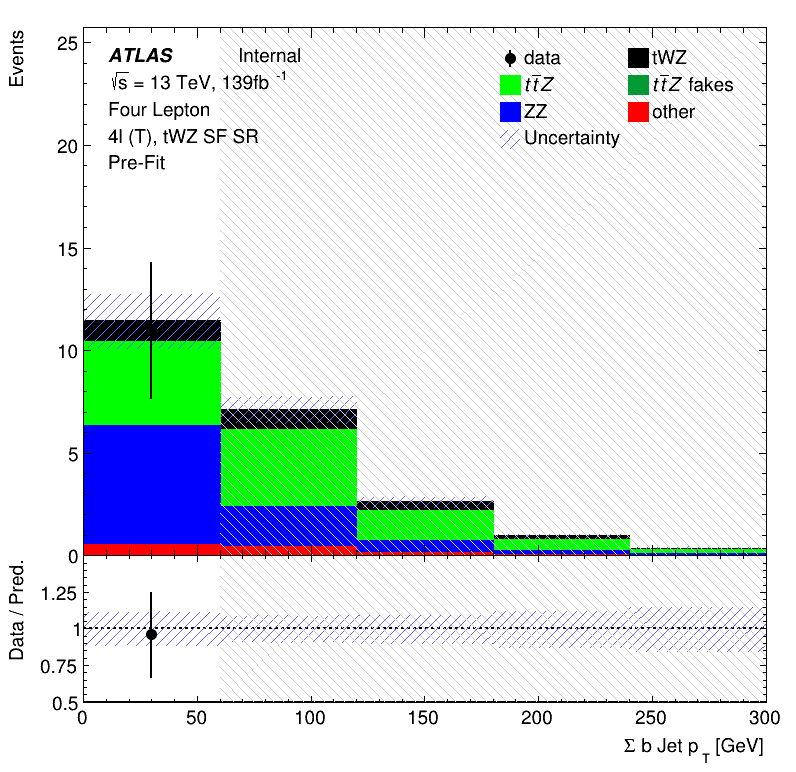 Events
25
20
15
10
5
0
ATLAS Internal
√s = 13 TeV, 139fb⁻¹
Four Lepton
4l (T), tWZ SF SR
Pre-Fit
data
tWZ
tt̄Z
tt̄Z fakes
ZZ
other
Uncertainty
Data / Pred.
1.25
1
0.75
0.5
0 50 100 150 200 250 300
Σ b Jet p_T [GeV]